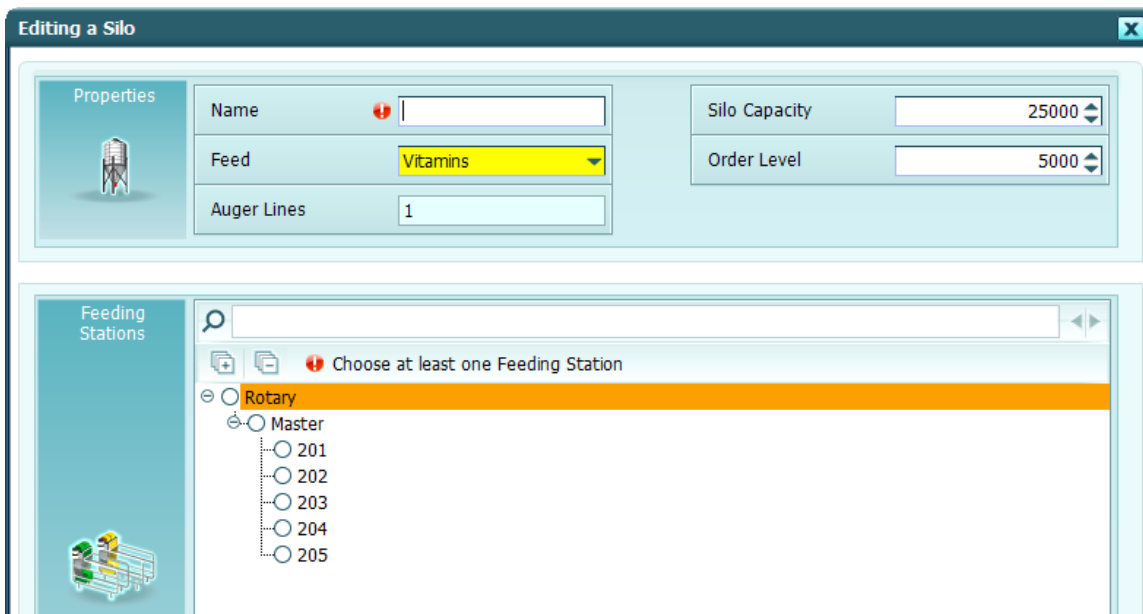 Editing a Silo
Properties
Name
Feed
Vitamins
Auger Lines
1
Silo Capacity
25000
Order Level
5000
Feeding
Stations
Choose at least one Feeding Station
Rotary
Master
201
202
203
204
205